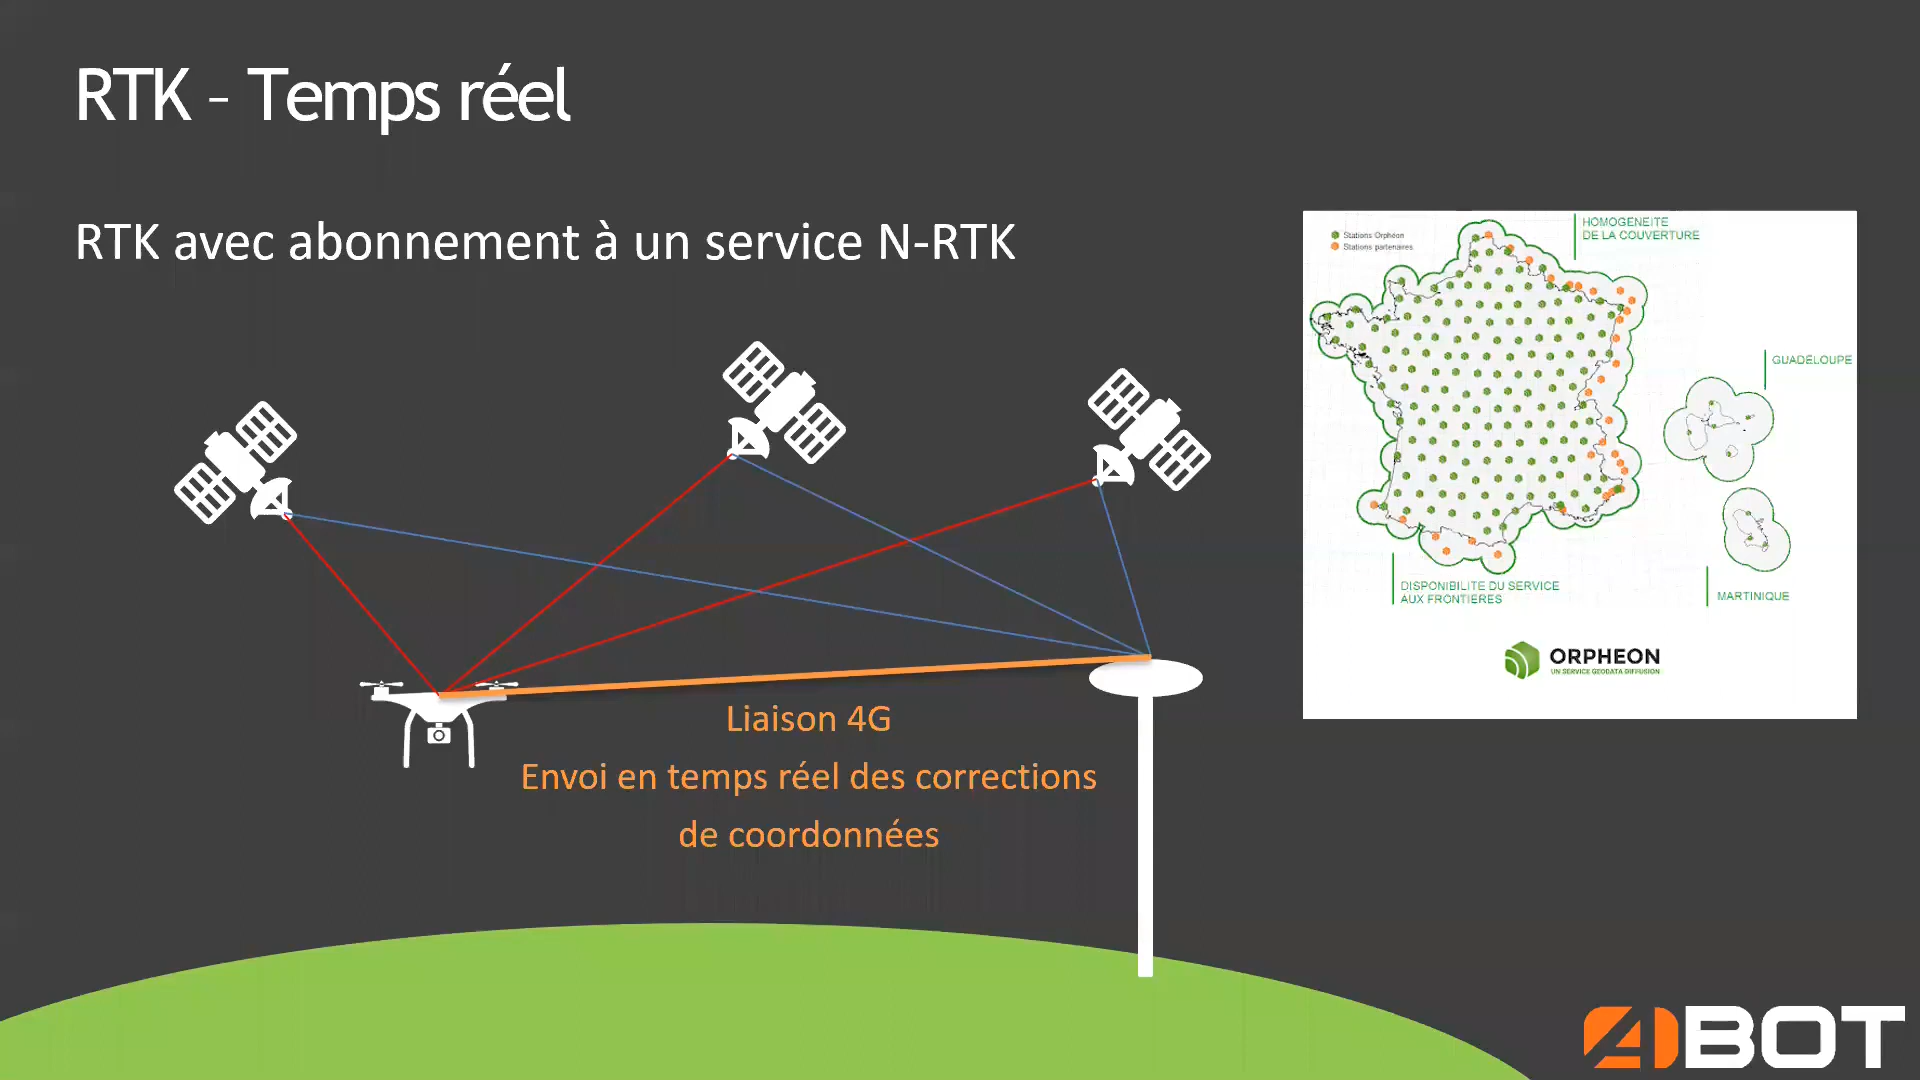 RTK - Temps réel
RTK avec abonnement à un service N-RTK
Stations Orphéon
Stations partenaires
HOMOGENEITE
DE LA COUVERTURE
GUADELOUPE
DISPONIBILITE DU SERVICE
AUX FRONTIERES
MARTINIQUE
ORPHEON
UN SERVICE GEODATA DIFFUSION
Liaison 4G
Envoi en temps réel des corrections
de coordonnées
ABOT